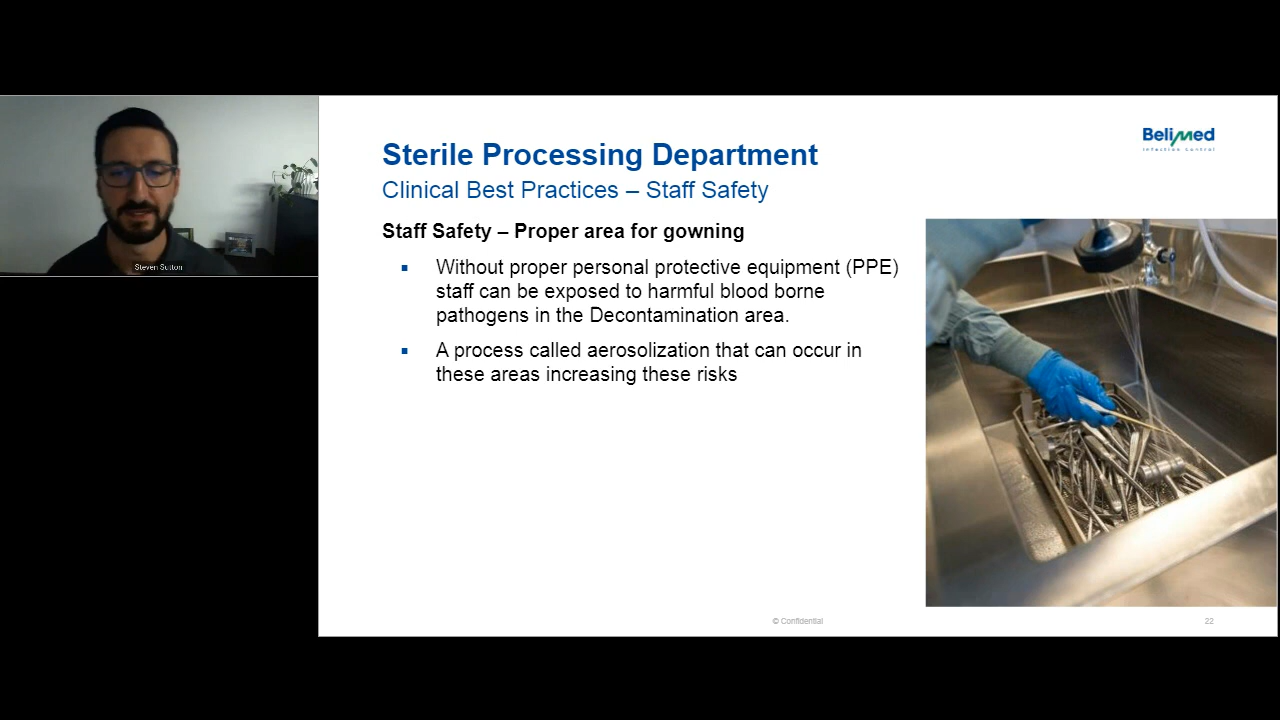 Steven Sutton
Belimed
Infection Control
Sterile Processing Department
Clinical Best Practices – Staff Safety
Staff Safety – Proper area for gowning
▪ Without proper personal protective equipment (PPE)
staff can be exposed to harmful blood borne
pathogens in the Decontamination area.
▪ A process called aerosolization that can occur in
these areas increasing these risks
© Confidential
22